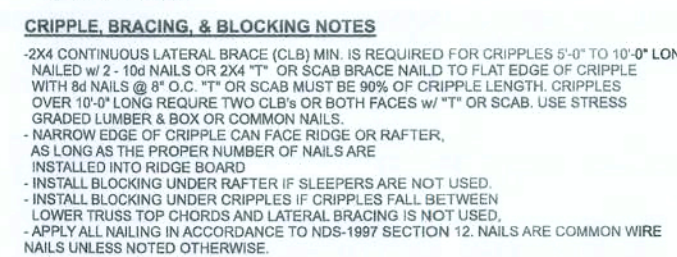 CRIPPLE, BRACING, & BLOCKING NOTES
-2X4 CONTINUOUS LATERAL BRACE (CLB) MIN. IS REQUIRED FOR CRIPPLES 5'-0" TO 10'-0" LON
NAILED w/ 2 - 10d NAILS OR 2X4 "T" OR SCAB BRACE NAILD TO FLAT EDGE OF CRIPPLE
WITH 8d NAILS @ 8" O.C. "T" OR SCAB MUST BE 90% OF CRIPPLE LENGTH. CRIPPLES
OVER 10'-0" LONG REQURE TWO CLB's OR BOTH FACES w/ "T" OR SCAB. USE STRESS
GRADED LUMBER & BOX OR COMMON NAILS.
- NARROW EDGE OF CRIPPLE CAN FACE RIDGE OR RAFTER,
AS LONG AS THE PROPER NUMBER OF NAILS ARE
INSTALLED INTO RIDGE BOARD
- INSTALL BLOCKING UNDER RAFTER IF SLEEPERS ARE NOT USED.
- INSTALL BLOCKING UNDER CRIPPLES IF CRIPPLES FALL BETWEEN
LOWER TRUSS TOP CHORDS AND LATERAL BRACING IS NOT USED,
- APPLY ALL NAILING IN ACCORDANCE TO NDS-1997 SECTION 12. NAILS ARE COMMON WIRE
NAILS UNLESS NOTED OTHERWISE.